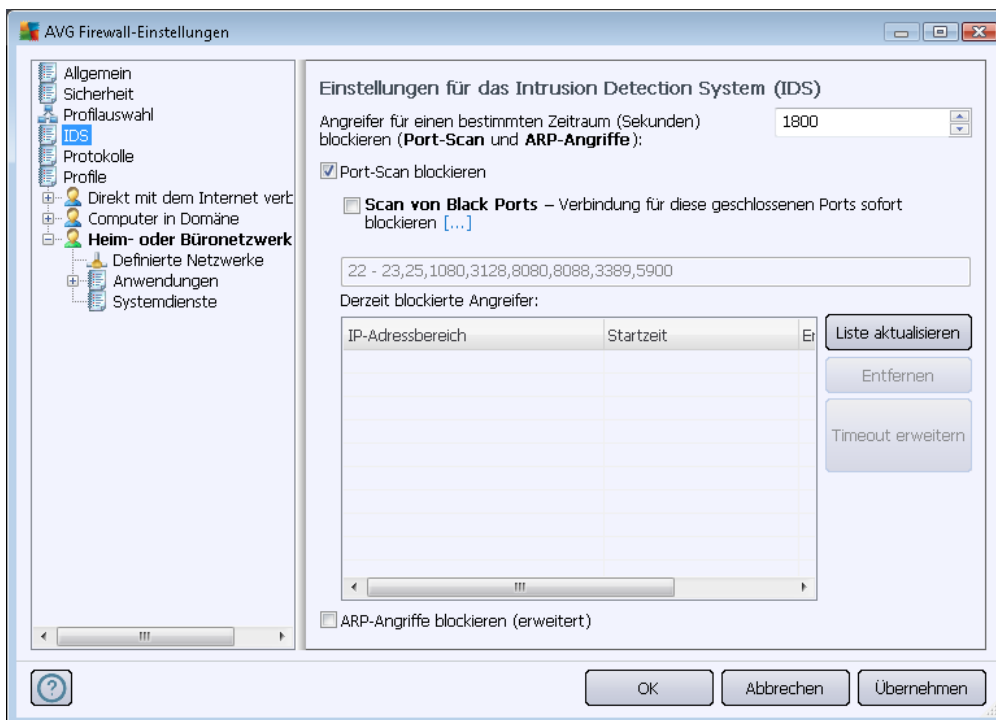 AVG Firewall-Einstellungen
Allgemein
Sicherheit
Profilauswahl
IDS
Protokolle
Profile
Direkt mit dem Internet verb
Computer in Domäne
Heim- oder Büronetzwerk
Definierte Netzwerke
Anwendungen
Systemdienste
Einstellungen für das Intrusion Detection System (IDS)
Angreifer für einen bestimmten Zeitraum (Sekunden)
blockieren (Port-Scan und ARP-Angriffe):
1800
Port-Scan blockieren
Scan von Black Ports – Verbindung für diese geschlossenen Ports sofort
blockieren [...]
22 - 23,25,1080,3128,8080,8088,3389,5900
Derzeit blockierte Angreifer:
IP-Adressbereich
Startzeit
Er
Liste aktualisieren
Entfernen
Timeout erweitern
ARP-Angriffe blockieren (erweitert)
?
OK
Abbrechen
Übernehmen